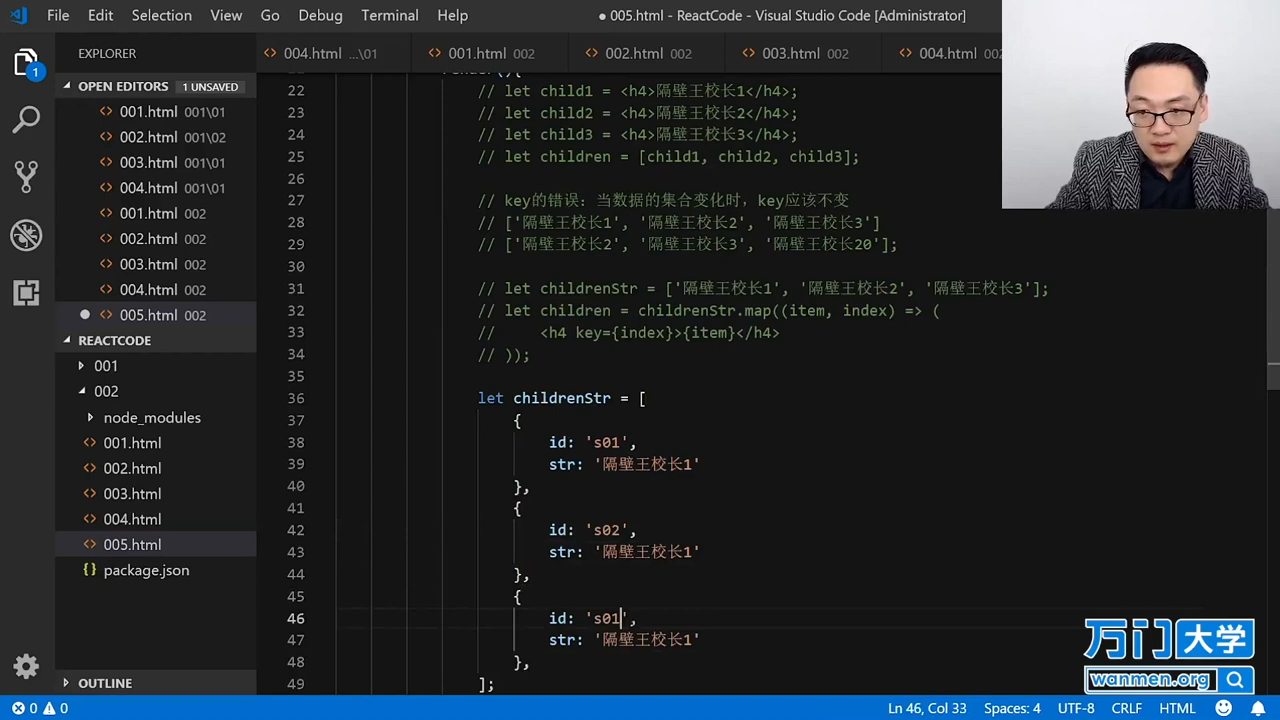 File Edit Selection View Go Debug Terminal Help ● 005.html - ReactCode - Visual Studio Code [Administrator]
EXPLORER
004.html ...\01 001.html 002 002.html 002 003.html 002 004.html 002
OPEN EDITORS 1 UNSAVED
001.html 001\01
002.html 001\02
003.html 001\01
004.html 001\01
001.html 002
002.html 002
003.html 002
004.html 002
● 005.html 002
REACTCODE
001
002
node_modules
001.html
002.html
003.html
004.html
005.html
{} package.json
OUTLINE
1
render(){
22 // let child1 = <h4>隔壁王校长1</h4>;
23 // let child2 = <h4>隔壁王校长2</h4>;
24 // let child3 = <h4>隔壁王校长3</h4>;
25 // let children = [child1, child2, child3];
26
27 // key的错误：当数据的集合变化时，key应该不变
28 // ['隔壁王校长1', '隔壁王校长2', '隔壁王校长3']
29 // ['隔壁王校长2', '隔壁王校长3', '隔壁王校长20'];
30
31 // let childrenStr = ['隔壁王校长1', '隔壁王校长2', '隔壁王校长3'];
32 // let children = childrenStr.map((item, index) => (
33 // <h4 key={index}>{item}</h4>
34 // ));
35
36 let childrenStr = [
37 {
38 id: 's01',
39 str: '隔壁王校长1'
40 },
41 {
42 id: 's02',
43 str: '隔壁王校长1'
44 },
45 {
46 id: 's01',
47 str: '隔壁王校长1'
48 },
49 ];
万门大学
wanmen.org
0 0 Ln 46, Col 33 Spaces: 4 UTF-8 CRLF HTML